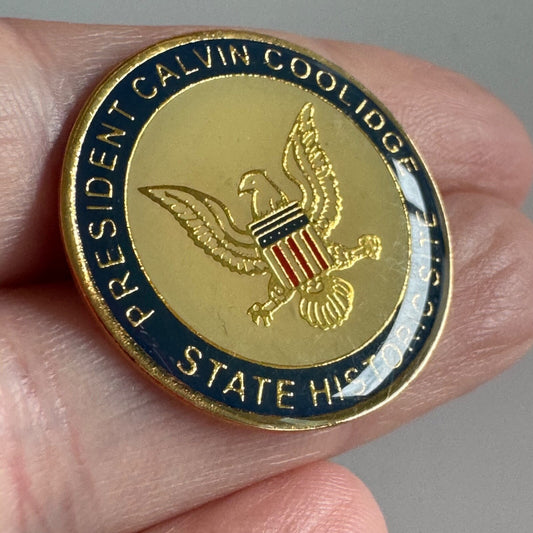 PRESIDENT CALVIN COOLIDGE
STATE HISTORIC SITE